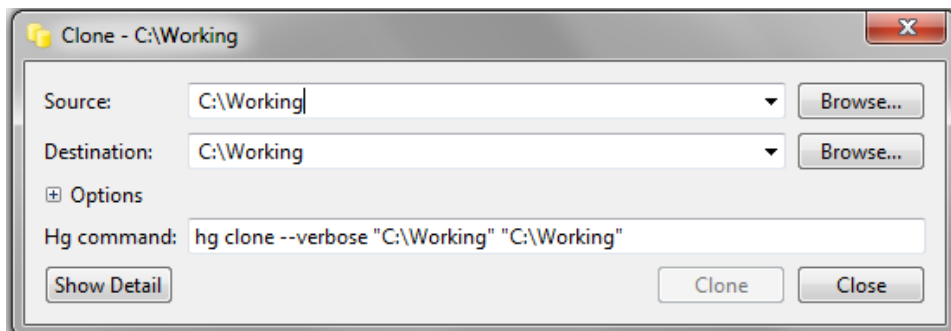 Clone - C:\Working
Source: C:\Working Browse...
Destination: C:\Working Browse...
Options
Hg command: hg clone --verbose "C:\Working" "C:\Working"
Show Detail Clone Close